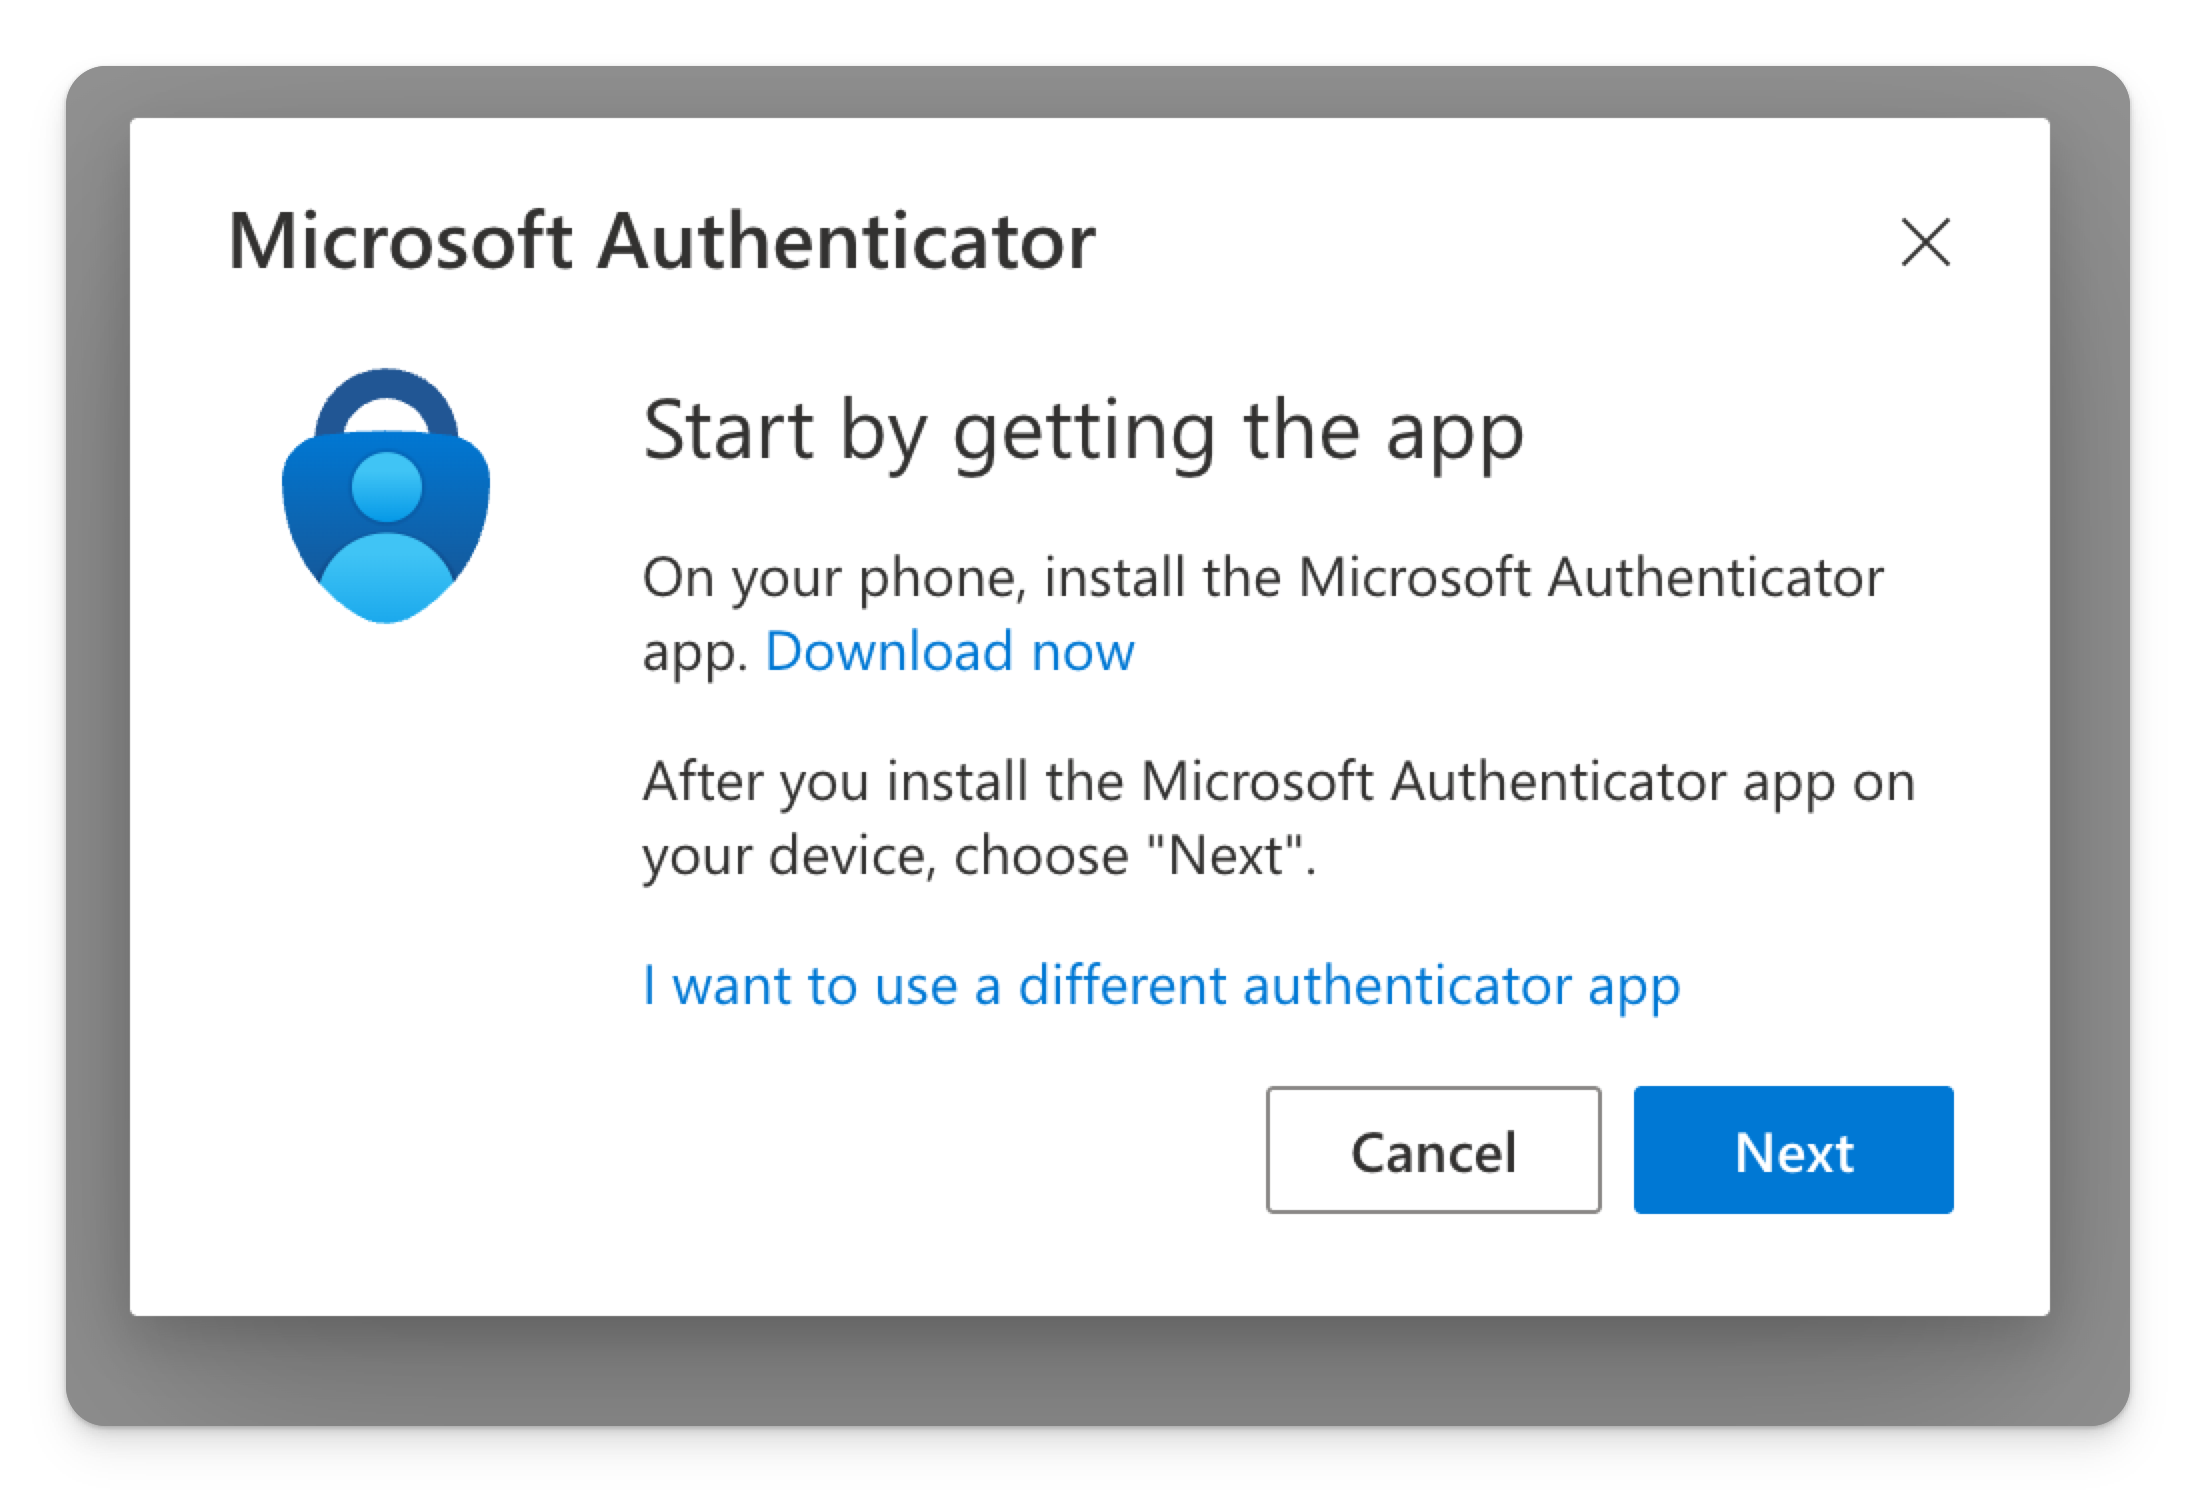 Microsoft Authenticator
Start by getting the app
On your phone, install the Microsoft Authenticator
app. Download now
After you install the Microsoft Authenticator app on
your device, choose "Next".
I want to use a different authenticator app
Cancel
Next